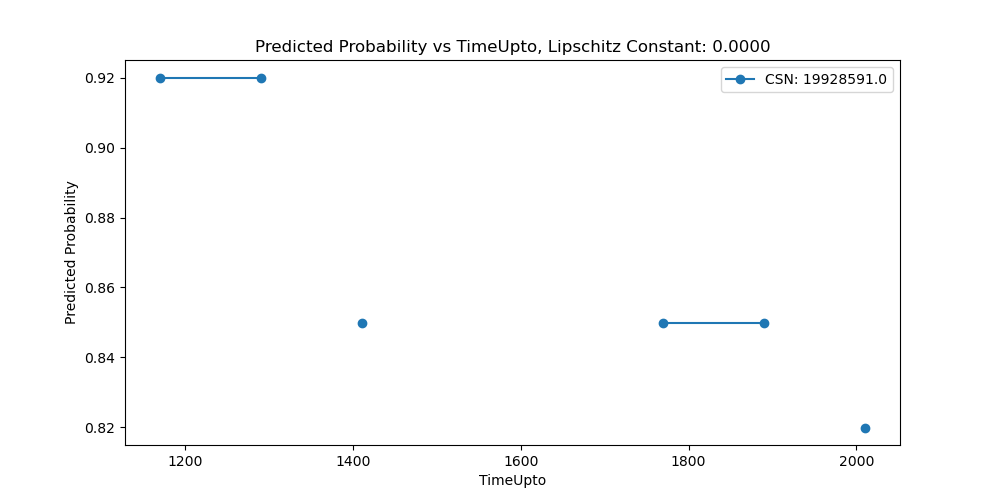 Predicted Probability vs TimeUpto, Lipschitz Constant: 0.0000
CSN: 19928591.0
Predicted Probability
0.92
0.90
0.88
0.86
0.84
0.82
1200 1400 1600 1800 2000
TimeUpto